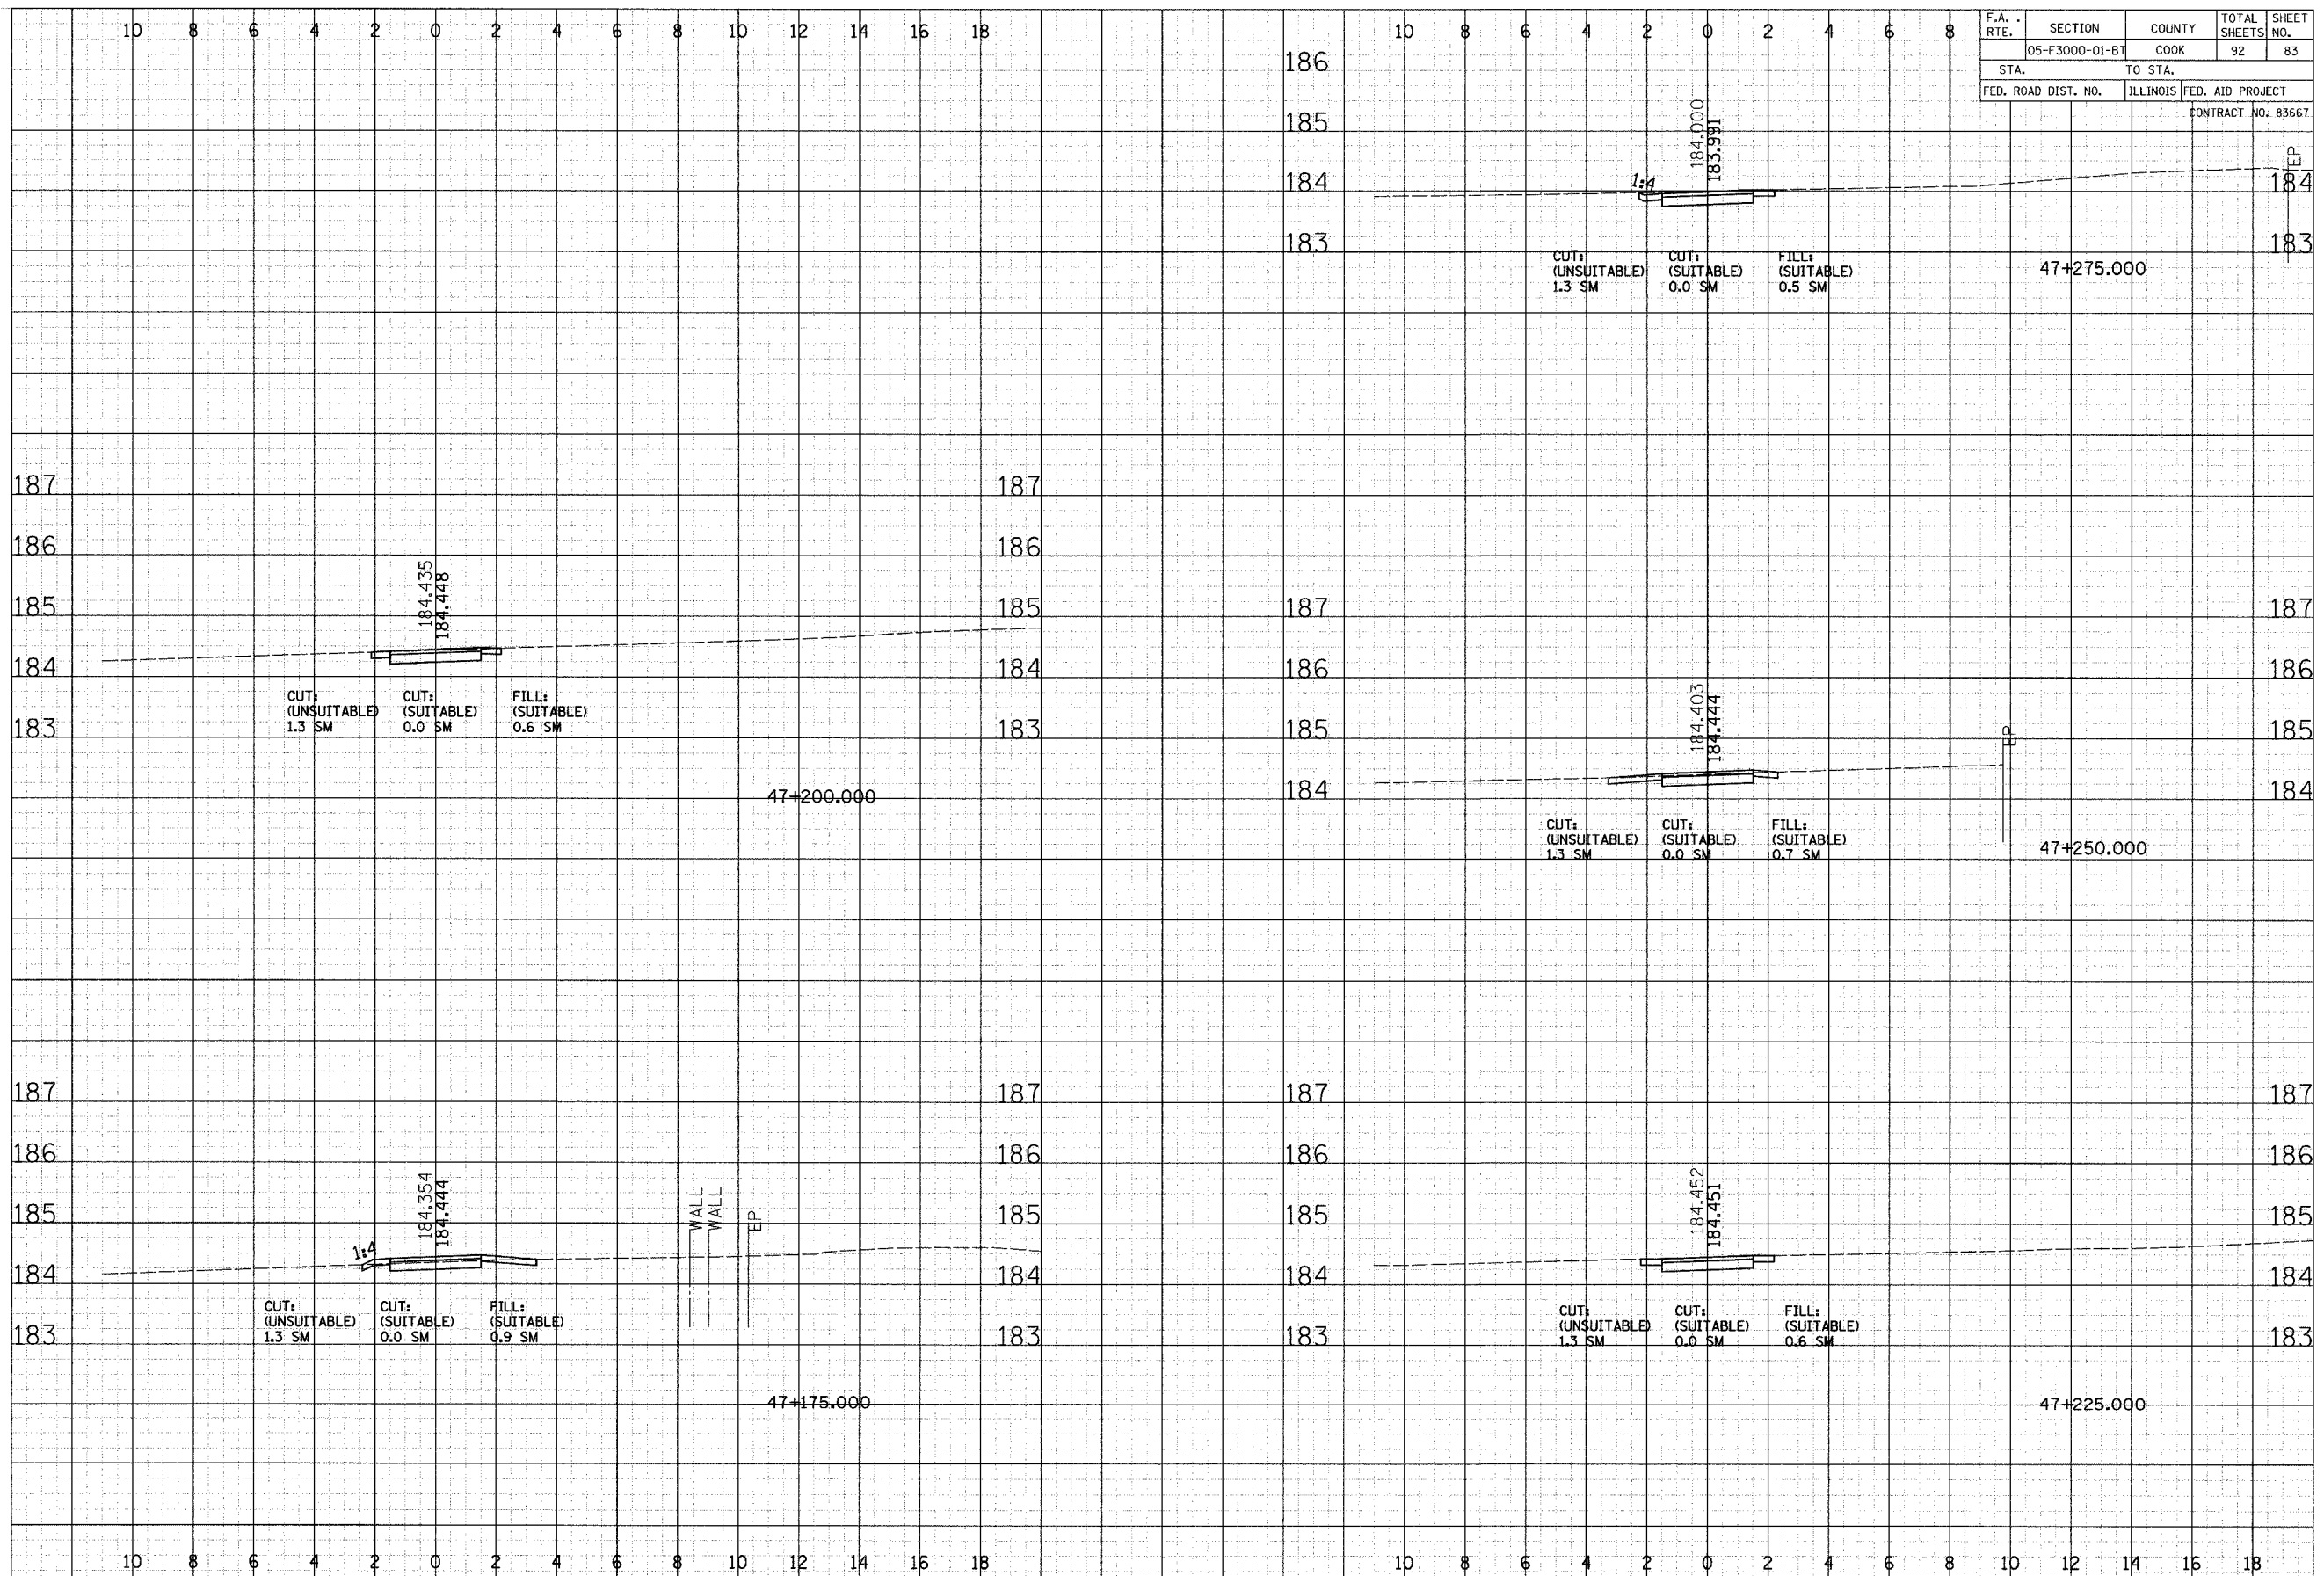 10 8 6 4 2 0 2 4 6 8 10 12 14 16 18
10 8 6 4 2 0 2 4 6 8
F.A. . RTE. SECTION COUNTY TOTAL SHEETS SHEET NO.
05-F3000-01-BT COOK 92 83
STA. TO STA.
FED. ROAD DIST. NO. ILLINOIS FED. AID PROJECT
CONTRACT NO. 83667
186
185
184 184
183 183
184.000
183.991
1:4
EP
CUT: CUT: FILL:
(UNSUITABLE) (SUITABLE) (SUITABLE)
1.3 SM 0.0 SM 0.5 SM
47+275.000
187 187
186 186
185 185
184 184
183 183
184.435
184.448
CUT: CUT: FILL:
(UNSUITABLE) (SUITABLE) (SUITABLE)
1.3 SM 0.0 SM 0.6 SM
47+200.000
187 187
186 186
185 185
184 184
184.403
184.444
EP
CUT: CUT: FILL:
(UNSUITABLE) (SUITABLE) (SUITABLE)
1.3 SM 0.0 SM 0.7 SM
47+250.000
187 187
186 186
185 185
184 184
183 183
184.354
184.444
1:4
WALL
WALL
EP
CUT: CUT: FILL:
(UNSUITABLE) (SUITABLE) (SUITABLE)
1.3 SM 0.0 SM 0.9 SM
47+175.000
187 187
186 186
185 185
184 184
183 183
184.452
184.451
CUT: CUT: FILL:
(UNSUITABLE) (SUITABLE) (SUITABLE)
1.3 SM 0.0 SM 0.6 SM
47+225.000
10 8 6 4 2 0 2 4 6 8 10 12 14 16 18
10 8 6 4 2 0 2 4 6 8 10 12 14 16 18